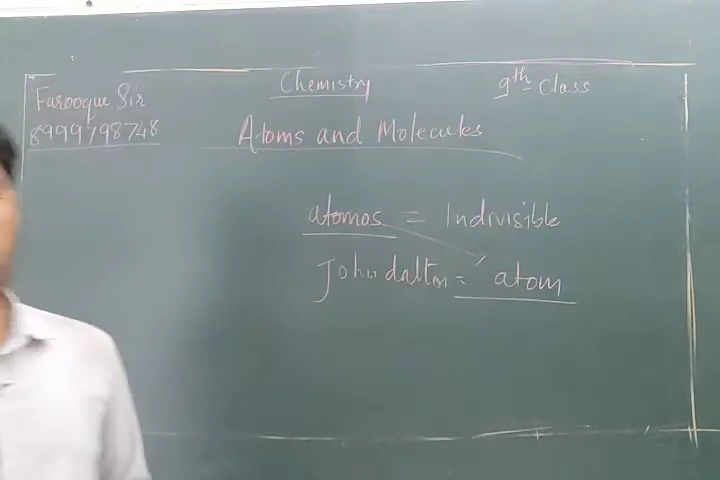 Chemistry
9th Class
Farooque Sir
8999798748
Atoms and Molecules
atomos = Indivisible
John dalton = atom